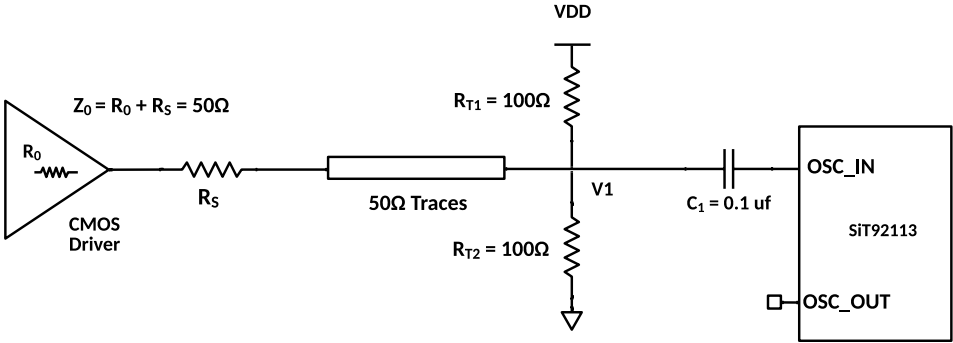 VDD
Z0 = R0 + RS = 50Ω
RT1 = 100Ω
R0
OSC_IN
V1
RS
50Ω Traces
C1 = 0.1 uf
CMOS
Driver
SiT92113
RT2 = 100Ω
OSC_OUT